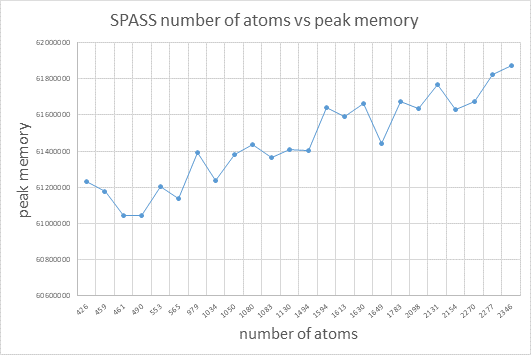 SPASS number of atoms vs peak memory
62000000
61800000
61600000
61400000
61200000
61000000
60800000
60600000
peak memory
426 459 461 490 553 565 979 1034 1050 1080 1083 1130 1494 1594 1613 1630 1649 1783 2098 2131 2154 2270 2277 2346
number of atoms